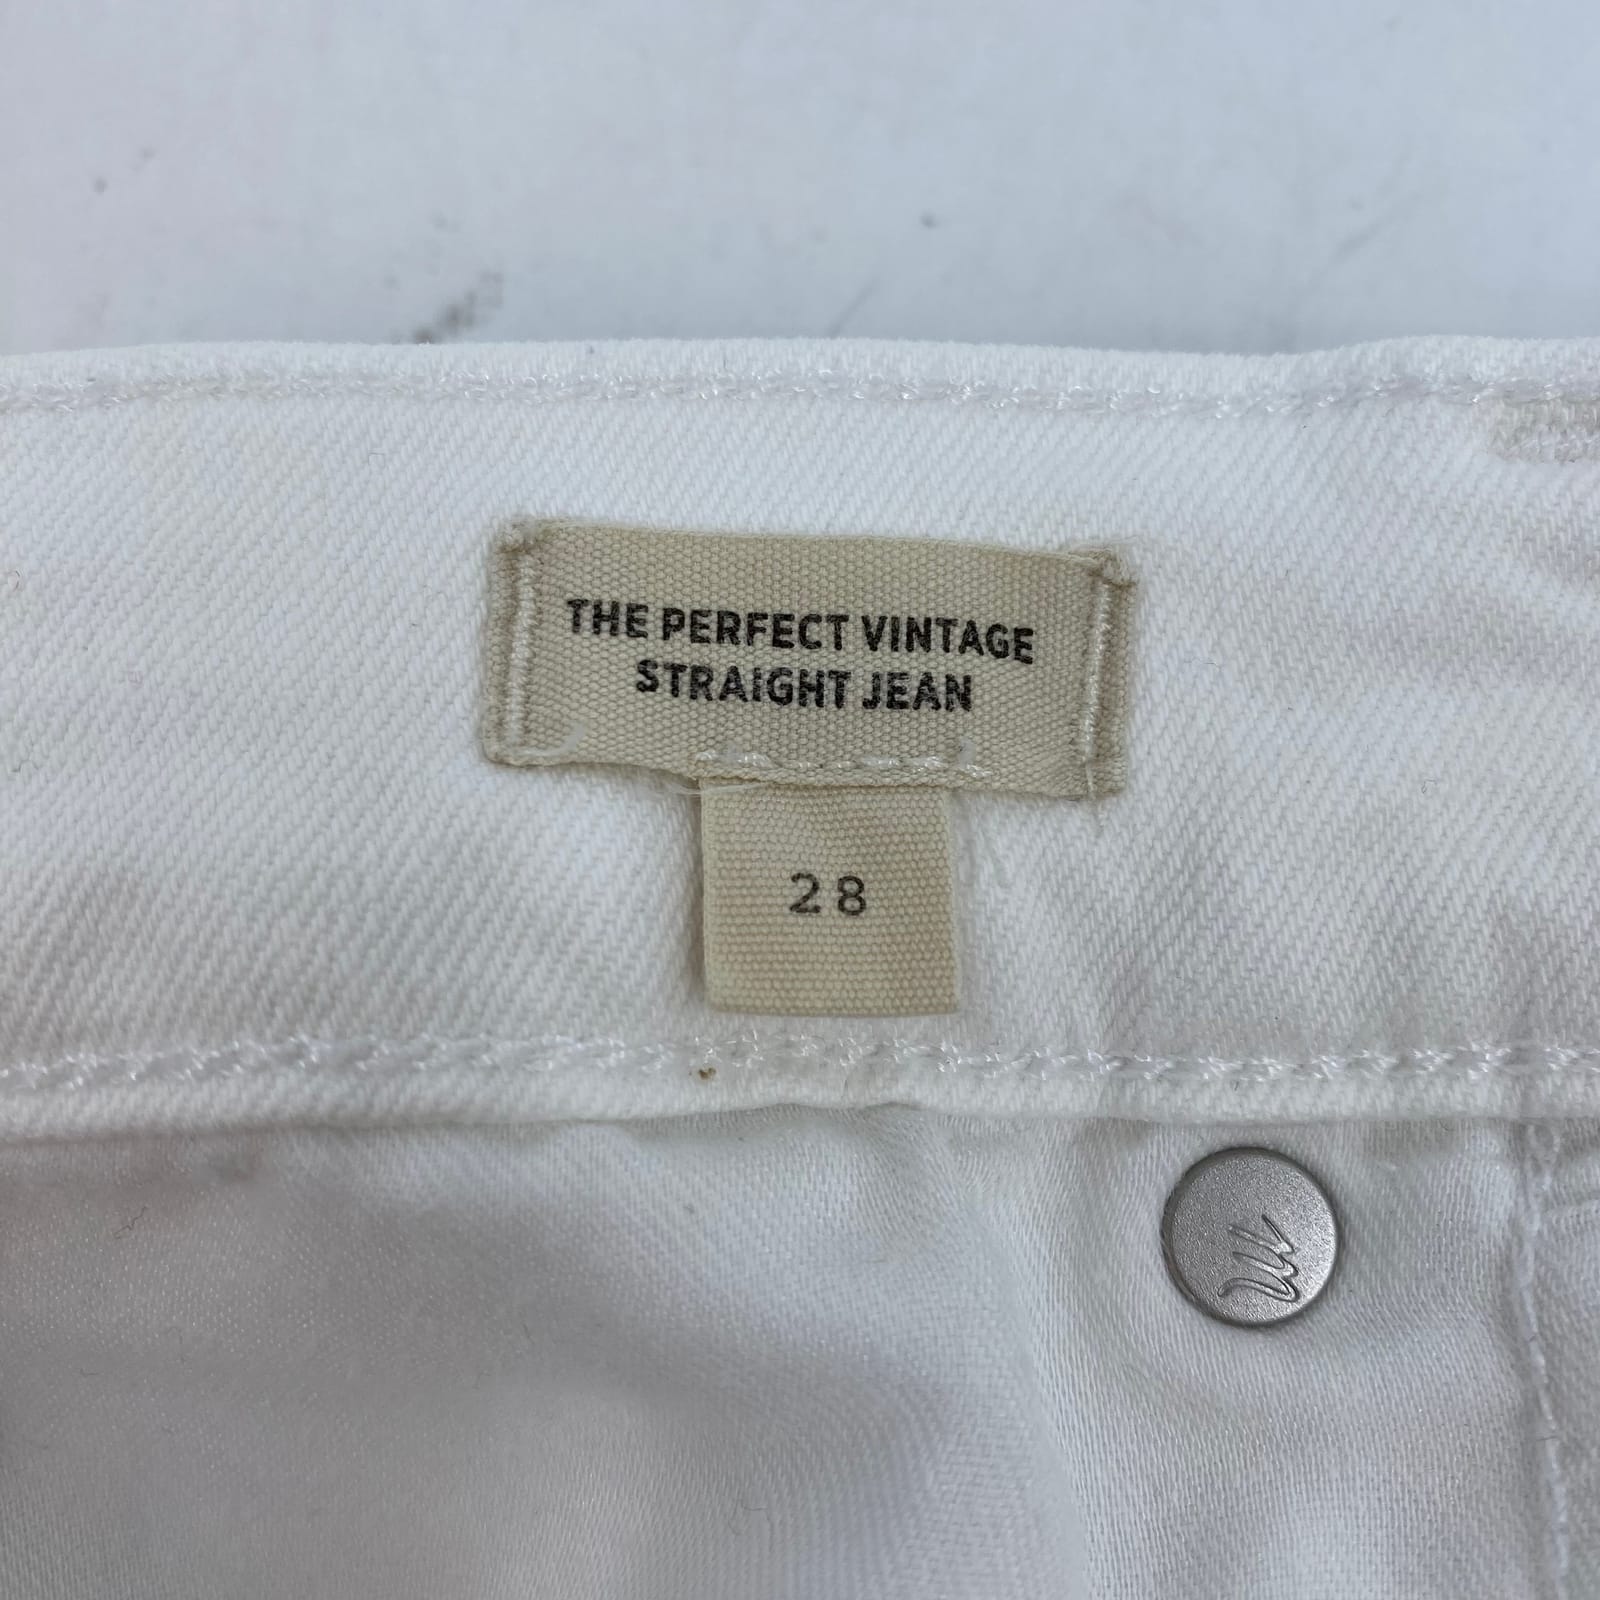 THE PERFECT VINTAGE
STRAIGHT JEAN
28